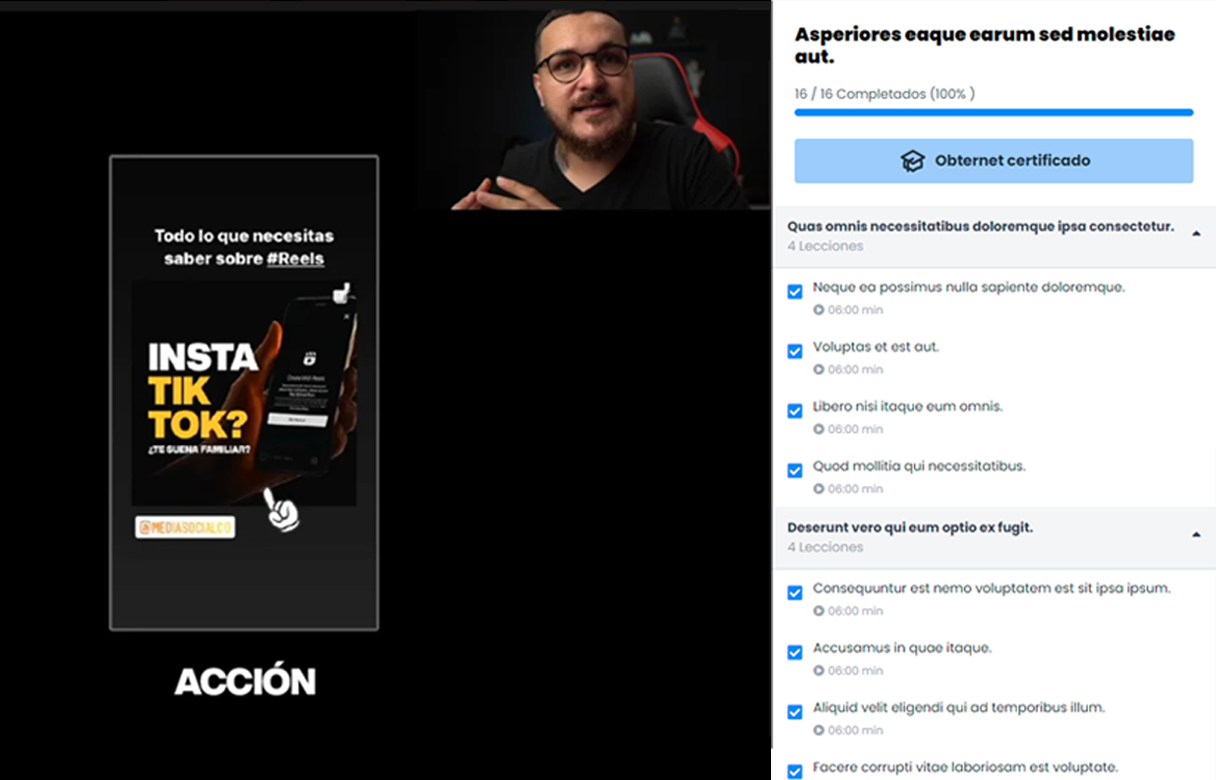 Todo lo que necesitas
saber sobre #Reels
INSTA
TIK
TOK?
¿TE SUENA FAMILIAR?
@MEDIASOCIALCO
ACCIÓN
Asperiores eaque earum sed molestiae
aut.
16 / 16 Completados (100% )
Obternet certificado
Quas omnis necessitatibus doloremque ipsa consectetur.
4 Lecciones
Neque ea possimus nulla sapiente doloremque.
06:00 min
Voluptas et est aut.
06:00 min
Libero nisi itaque eum omnis.
06:00 min
Quod mollitia qui necessitatibus.
06:00 min
Deserunt vero qui eum optio ex fugit.
4 Lecciones
Consequuntur est nemo voluptatem est sit ipsa ipsum.
06:00 min
Accusamus in quae itaque.
06:00 min
Aliquid velit eligendi qui ad temporibus illum.
06:00 min
Facere corrupti vitae laboriosam est voluptate.